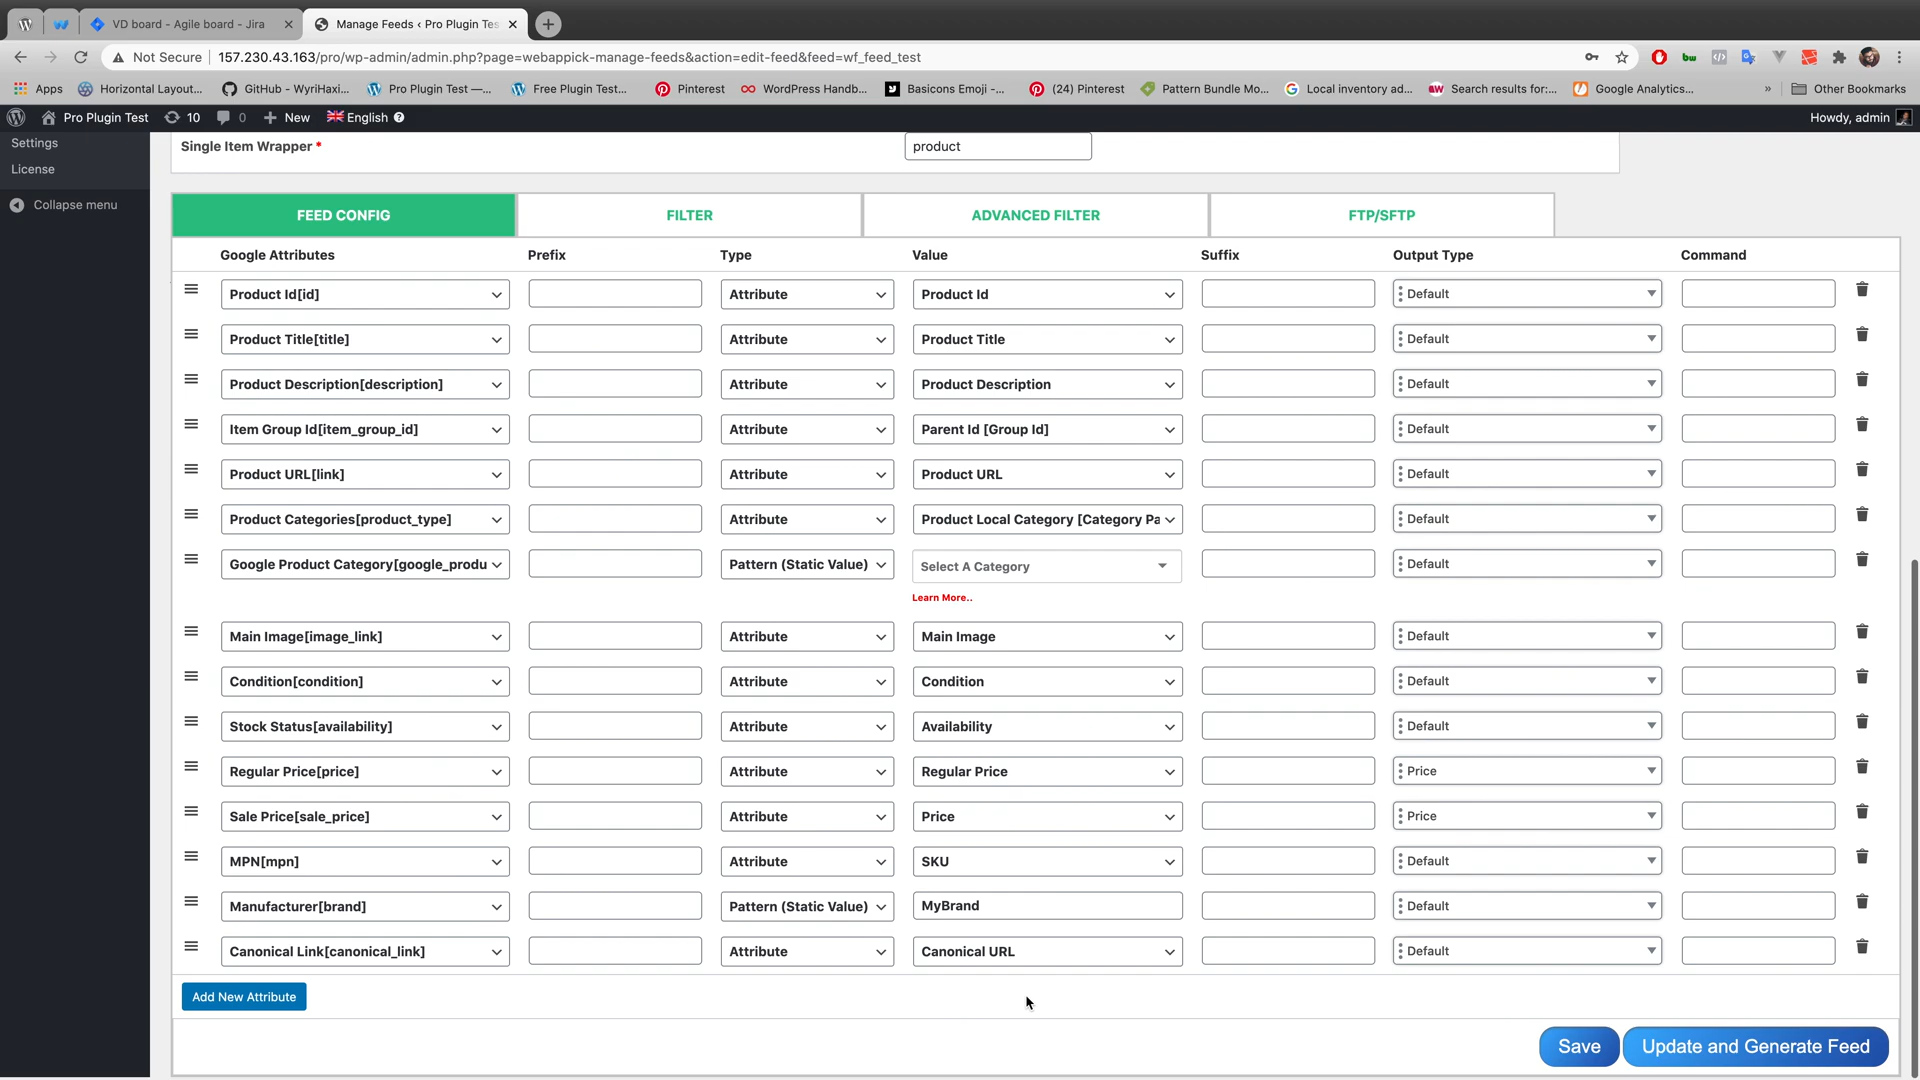 VD board - Agile board - Jira
Manage Feeds ‹ Pro Plugin Tes
Not Secure
157.230.43.163/pro/wp-admin/admin.php?page=webappick-manage-feeds&action=edit-feed&feed=wf_feed_test
Apps
Horizontal Layout...
GitHub - WyriHaxi...
Pro Plugin Test —...
Free Plugin Test...
Pinterest
WordPress Handb...
Basicons Emoji -...
(24) Pinterest
Pattern Bundle Mo...
Local inventory ad...
Search results for:...
Google Analytics...
»
Other Bookmarks
Pro Plugin Test
10
0
New
English
Howdy, admin
Settings
License
Collapse menu
Single Item Wrapper *
product
FEED CONFIG
FILTER
ADVANCED FILTER
FTP/SFTP
Google Attributes Prefix Type Value Suffix Output Type Command
Product Id[id] Attribute Product Id Default
Product Title[title] Attribute Product Title Default
Product Description[description] Attribute Product Description Default
Item Group Id[item_group_id] Attribute Parent Id [Group Id] Default
Product URL[link] Attribute Product URL Default
Product Categories[product_type] Attribute Product Local Category [Category Pa Default
Google Product Category[google_produ Pattern (Static Value) Select A Category Default
Learn More..
Main Image[image_link] Attribute Main Image Default
Condition[condition] Attribute Condition Default
Stock Status[availability] Attribute Availability Default
Regular Price[price] Attribute Regular Price Price
Sale Price[sale_price] Attribute Price Price
MPN[mpn] Attribute SKU Default
Manufacturer[brand] Pattern (Static Value) MyBrand Default
Canonical Link[canonical_link] Attribute Canonical URL Default
Add New Attribute
Save
Update and Generate Feed